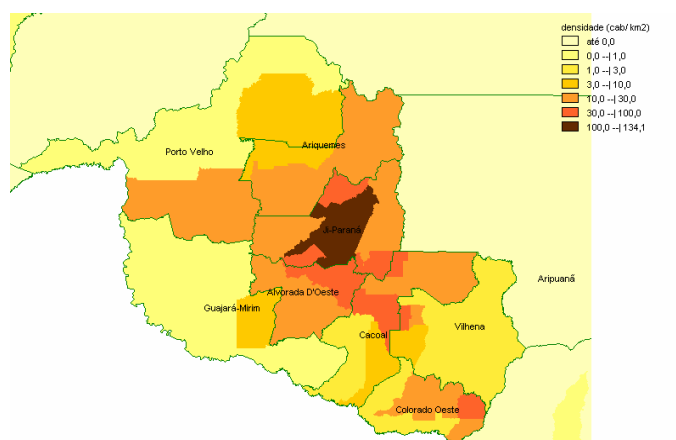 densidade (cab/ km2)
até 0,0
0,0 --| 1,0
1,0 --| 3,0
3,0 --| 10,0
10,0 --| 30,0
30,0 --| 100,0
100,0 --| 134,1
Ariquemes
Porto Velho
Ji-Paraná
Aripuanã
Alvorada D'Oeste
Guajará-Mirim
Vilhena
Cacoal
Colorado Oeste